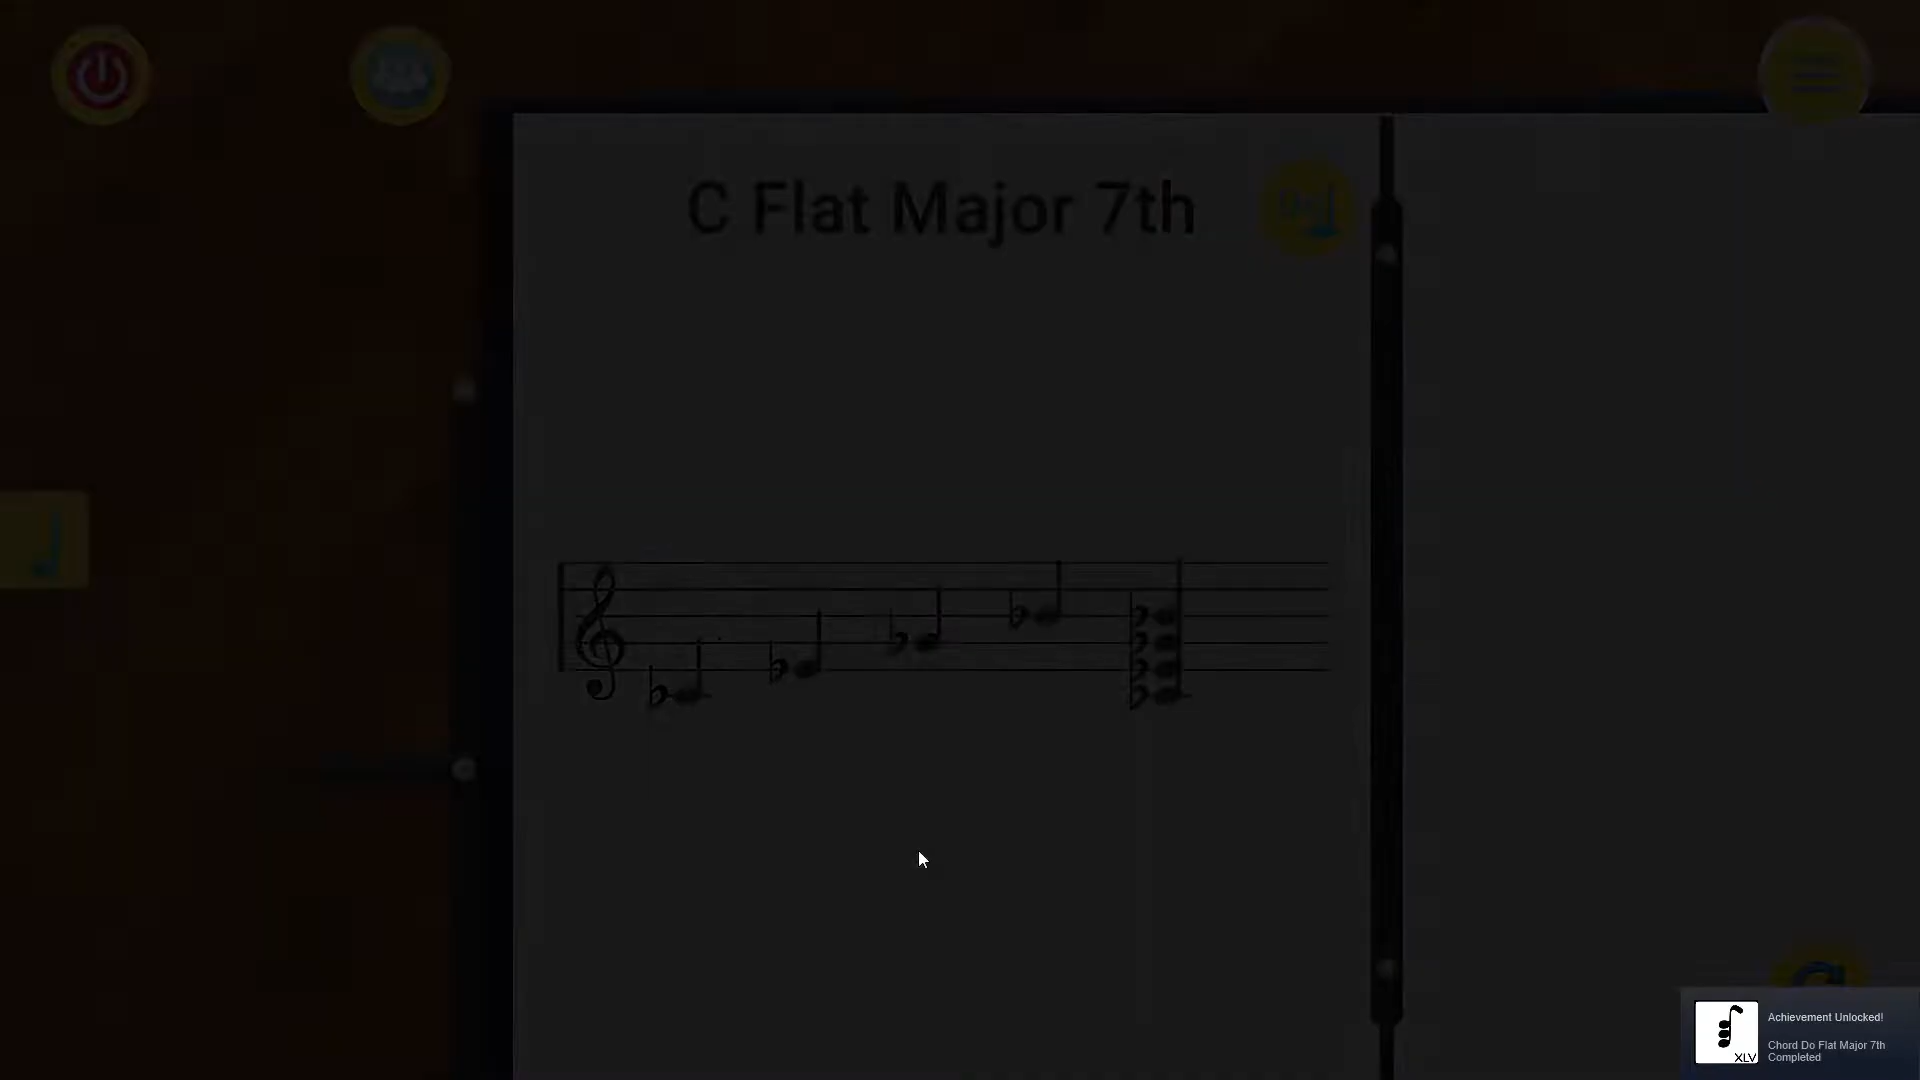 C Flat Major 7th
Achievement Unlocked!
Chord Do Flat Major 7th
Completed
XLV